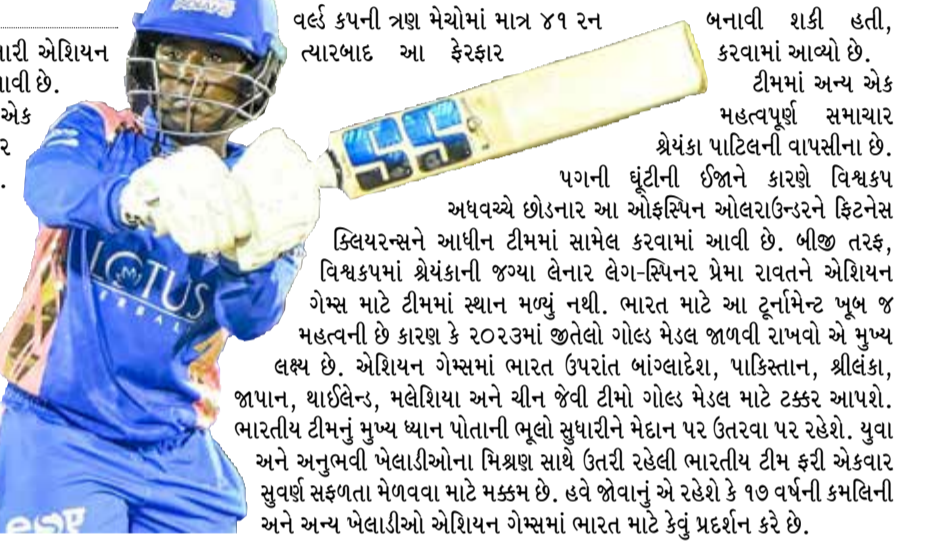 વર્લ્ડ કપની ત્રણ મેચોમાં માત્ર ૪૧ રન બનાવી શકી હતી,
ત્યારબાદ આ ફેરફાર કરવામાં આવ્યો છે.
ટીમમાં અન્ય એક
મહત્વપૂર્ણ સમાચાર
શ્રેયંકા પાટિલની વાપસીના છે.
પગની ઘૂંટીની ઈજાને કારણે વિશ્વકપ
અધવચ્ચે છોડનાર આ ઓફસ્પિન ઓલરાઉન્ડરને ફિટનેસ
ક્લિયરન્સને આધીન ટીમમાં સામેલ કરવામાં આવી છે. બીજી તરફ,
વિશ્વકપમાં શ્રેયંકાની જગ્યા લેનાર લેગ-સ્પિનર પ્રેમા રાવતને એશિયન
ગેમ્સ માટે ટીમમાં સ્થાન મળ્યું નથી. ભારત માટે આ ટૂર્નામેન્ટ ખૂબ જ
મહત્વની છે કારણ કે ૨૦૨૩માં જીતેલો ગોલ્ડ મેડલ જાળવી રાખવો એ મુખ્ય
લક્ષ્ય છે. એશિયન ગેમ્સમાં ભારત ઉપરાંત બાંગ્લાદેશ, પાકિસ્તાન, શ્રીલંકા,
જાપાન, થાઈલેન્ડ, મલેશિયા અને ચીન જેવી ટીમો ગોલ્ડ મેડલ માટે ટક્કર આપશે.
ભારતીય ટીમનું મુખ્ય ધ્યાન પોતાની ભૂલો સુધારીને મેદાન પર ઉતરવા પર રહેશે. યુવા
અને અનુભવી ખેલાડીઓના મિશ્રણ સાથે ઉતરી રહેલી ભારતીય ટીમ ફરી એકવાર
સુવર્ણ સફળતા મેળવવા માટે મક્કમ છે. હવે જોવાનું એ રહેશે કે ૧૭ વર્ષની કમલિની
અને અન્ય ખેલાડીઓ એશિયન ગેમ્સમાં ભારત માટે કેવું પ્રદર્શન કરે છે.
એશિયન
છે.
એક
SS
LOTUS
HERBALS